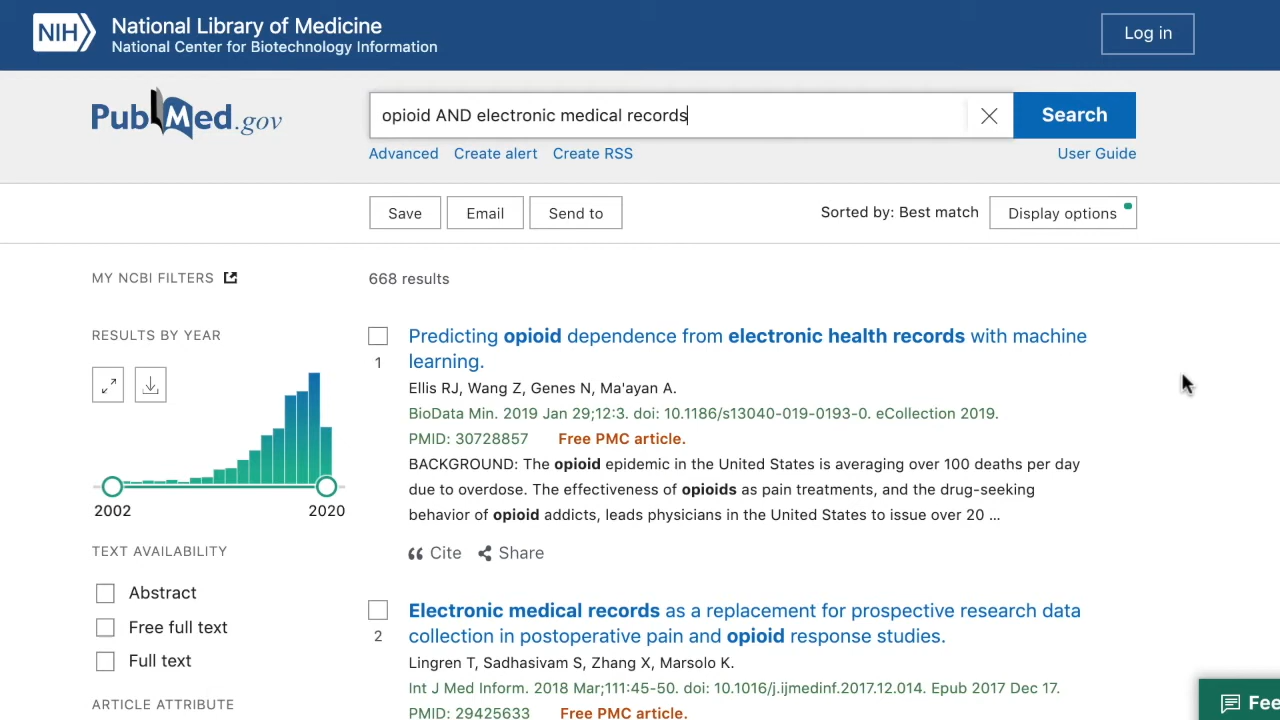 NIH National Library of Medicine
National Center for Biotechnology Information
Log in
PubMed.gov
opioid AND electronic medical records
Search
Advanced Create alert Create RSS
User Guide
Save Email Send to
Sorted by: Best match Display options
MY NCBI FILTERS
668 results
RESULTS BY YEAR
2002 2020
TEXT AVAILABILITY
Abstract
Free full text
Full text
ARTICLE ATTRIBUTE
1
Predicting opioid dependence from electronic health records with machine
learning.
Ellis RJ, Wang Z, Genes N, Ma'ayan A.
BioData Min. 2019 Jan 29;12:3. doi: 10.1186/s13040-019-0193-0. eCollection 2019.
PMID: 30728857 Free PMC article.
BACKGROUND: The opioid epidemic in the United States is averaging over 100 deaths per day
due to overdose. The effectiveness of opioids as pain treatments, and the drug-seeking
behavior of opioid addicts, leads physicians in the United States to issue over 20 ...
Cite Share
2
Electronic medical records as a replacement for prospective research data
collection in postoperative pain and opioid response studies.
Lingren T, Sadhasivam S, Zhang X, Marsolo K.
Int J Med Inform. 2018 Mar;111:45-50. doi: 10.1016/j.ijmedinf.2017.12.014. Epub 2017 Dec 17.
PMID: 29425633 Free PMC article.
Fee